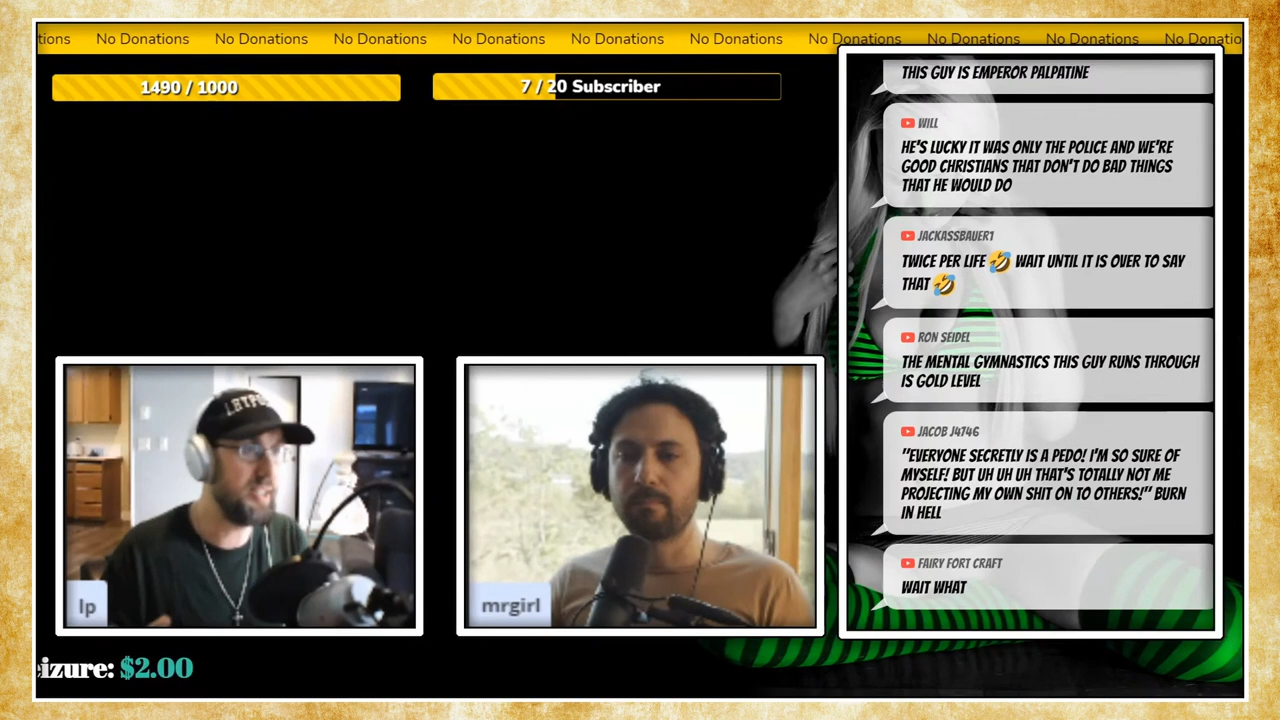 tions No Donations No Donations No Donations No Donations No Donations No Donations No Donations No Donations No Donations No Donatio
1490 / 1000
7 / 20 Subscriber
THIS GUY IS EMPEROR PALPATINE
WILL
HE'S LUCKY IT WAS ONLY THE POLICE AND WE'RE
GOOD CHRISTIANS THAT DON'T DO BAD THINGS
THAT HE WOULD DO
JACKASSBAUER1
TWICE PER LIFE 🤣 WAIT UNTIL IT IS OVER TO SAY
THAT 🤣
RON SEIDEL
THE MENTAL GYMNASTICS THIS GUY RUNS THROUGH
IS GOLD LEVEL
JACOB J4746
"EVERYONE SECRETLY IS A PEDO! I'M SO SURE OF
MYSELF! BUT UH UH UH THAT'S TOTALLY NOT ME
PROJECTING MY OWN SHIT ON TO OTHERS!" BURN
IN HELL
FAIRY FORT CRAFT
WAIT WHAT
lp
mrgirl
eizure: $2.00